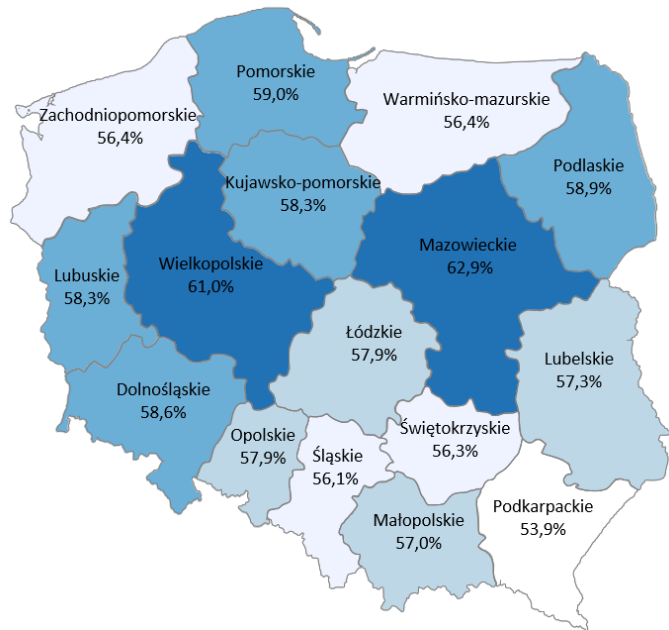 Pomorskie
59,0%
Zachodniopomorskie
56,4%
Warmińsko-mazurskie
56,4%
Podlaskie
58,9%
Kujawsko-pomorskie
58,3%
Mazowieckie
62,9%
Wielkopolskie
61,0%
Lubuskie
58,3%
Łódzkie
57,9%
Lubelskie
57,3%
Dolnośląskie
58,6%
Opolskie
57,9%
Śląskie
56,1%
Świętokrzyskie
56,3%
Małopolskie
57,0%
Podkarpackie
53,9%